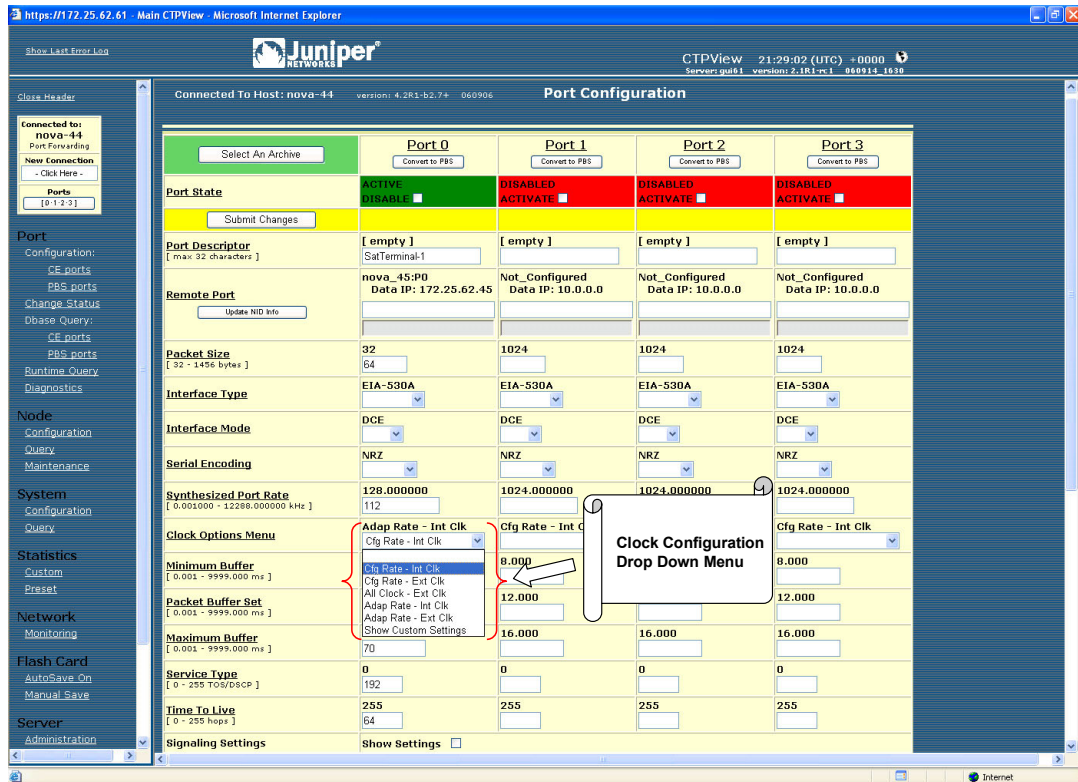 https://172.25.62.61 - Main CTPView - Microsoft Internet Explorer
Show Last Error Log
Juniper®
NETWORKS
CTPView 21:29:02 (UTC) +0000
Server: gui61 version: 2.1R1-rc1 060914_1630
Close Header
Connected To Host: nova-44 version: 4.2R1-b2.7+ 060906 Port Configuration
Connected to:
nova-44
Port Forwarding
New Connection
- Click Here -
Ports
[0·1·2·3]
Port
Configuration:
CE ports
PBS ports
Change Status
Dbase Query:
CE ports
PBS ports
Runtime Query
Diagnostics
Node
Configuration
Query
Maintenance
System
Configuration
Query
Statistics
Custom
Preset
Network
Monitoring
Flash Card
AutoSave On
Manual Save
Server
Administration
Select An Archive
Port 0 Port 1 Port 2 Port 3
Convert to PBS Convert to PBS Convert to PBS Convert to PBS
Port State
ACTIVE DISABLED DISABLED DISABLED
DISABLE ACTIVATE ACTIVATE ACTIVATE
Submit Changes
Port Descriptor
[ max 32 characters ]
[ empty ] [ empty ] [ empty ] [ empty ]
SatTerminal-1
Remote Port
Update NID Info
nova_45:P0 Not_Configured Not_Configured Not_Configured
Data IP: 172.25.62.45 Data IP: 10.0.0.0 Data IP: 10.0.0.0 Data IP: 10.0.0.0
Packet Size
[ 32 - 1456 bytes ]
32 1024 1024 1024
64
Interface Type
EIA-530A EIA-530A EIA-530A EIA-530A
Interface Mode
DCE DCE DCE DCE
Serial Encoding
NRZ NRZ NRZ NRZ
Synthesized Port Rate
[ 0.001000 - 12288.000000 kHz ]
128.000000 1024.000000 1024.000000 1024.000000
112
Clock Options Menu
Adap Rate - Int Clk Cfg Rate - Int C Cfg Rate - Int Clk
Cfg Rate - Int Clk
Cfg Rate - Int Clk
Cfg Rate - Ext Clk
All Clock - Ext Clk
Adap Rate - Int Clk
Adap Rate - Ext Clk
Show Custom Settings
Clock Configuration
Drop Down Menu
Minimum Buffer
[ 0.001 - 9999.000 ms ]
8.000 8.000
Packet Buffer Set
[ 0.001 - 9999.000 ms ]
12.000 12.000
Maximum Buffer
[ 0.001 - 9999.000 ms ]
16.000 16.000 16.000
70
Service Type
[ 0 - 255 TOS/DSCP ]
0 0 0 0
192
Time To Live
[ 0 - 255 hops ]
255 255 255 255
64
Signaling Settings
Show Settings
Internet